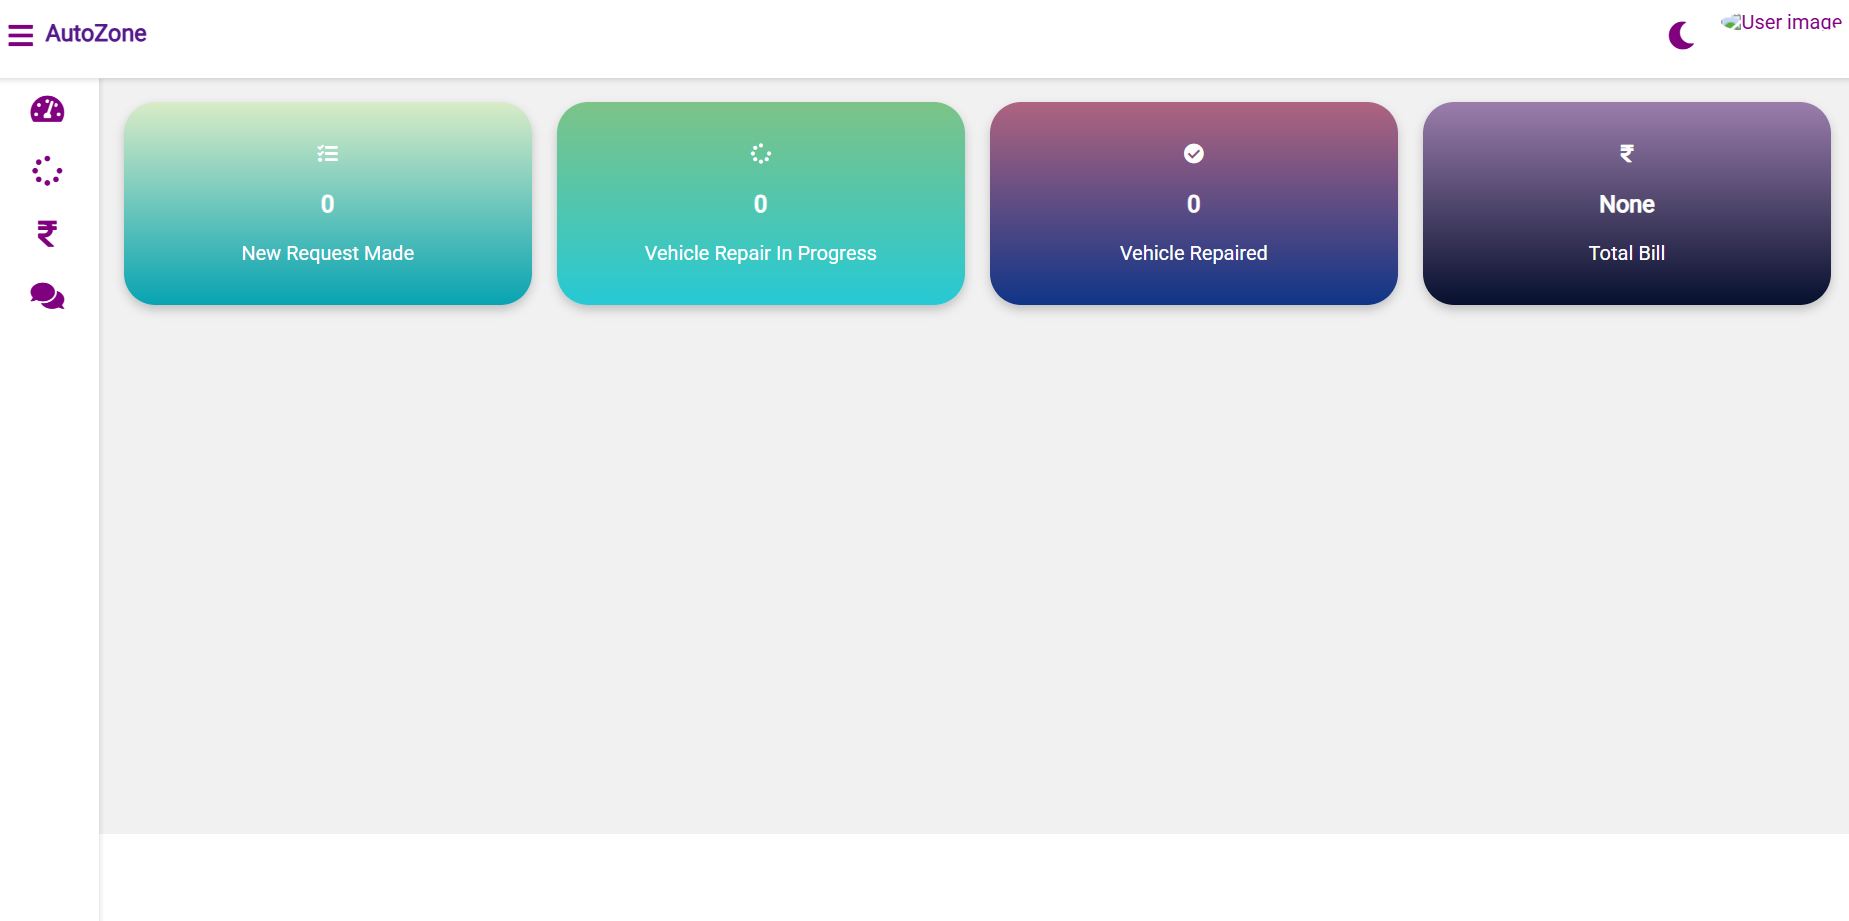 AutoZone
User image
0
New Request Made
0
Vehicle Repair In Progress
0
Vehicle Repaired
₹
None
Total Bill
₹